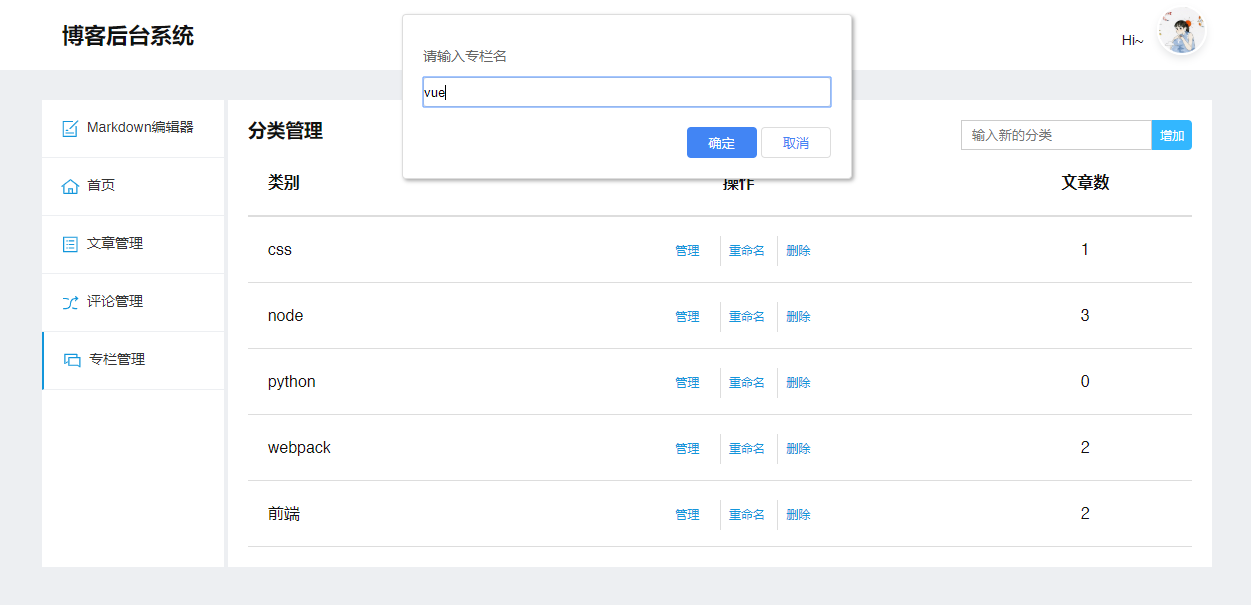 博客后台系统
Hi~
请输入专栏名
vue
确定 取消
Markdown编辑器
首页
文章管理
评论管理
专栏管理
分类管理
输入新的分类 增加
类别 操作 文章数
css 管理 重命名 删除 1
node 管理 重命名 删除 3
python 管理 重命名 删除 0
webpack 管理 重命名 删除 2
前端 管理 重命名 删除 2